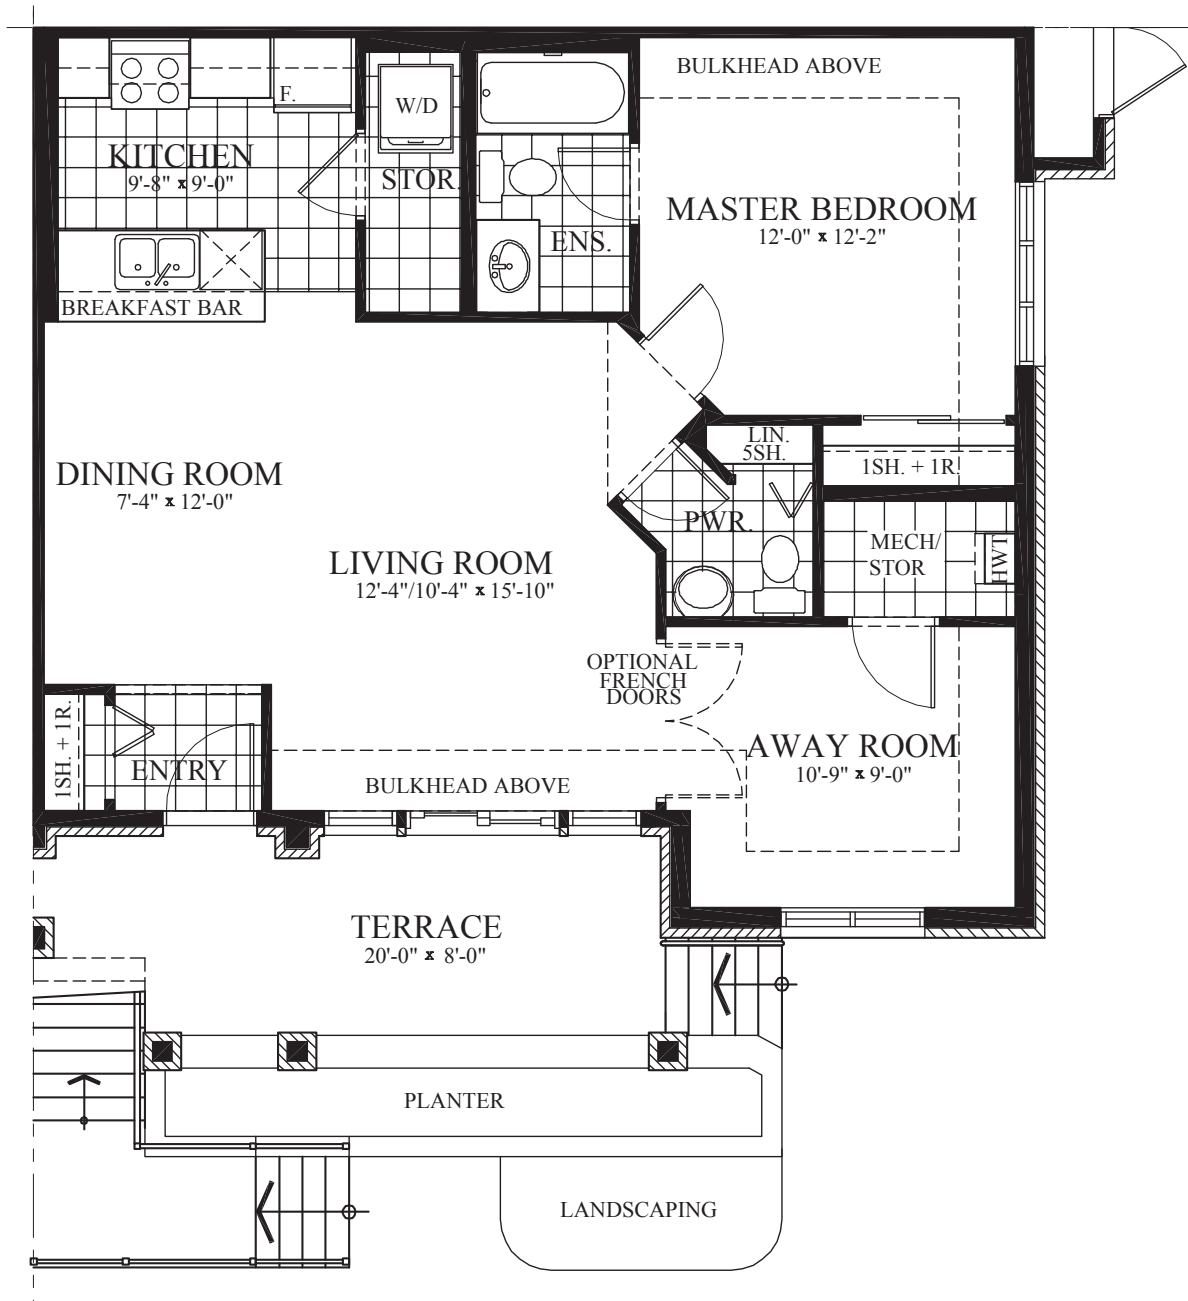 BULKHEAD ABOVE
F.
W/D
KITCHEN
9'-8" x 9'-0"
STOR.
MASTER BEDROOM
12'-0" x 12'-2"
ENS.
BREAKFAST BAR
LIN.
5SH.
1SH. + 1R.
DINING ROOM
7'-4" x 12'-0"
PWR.
MECH/
STOR
HWT
LIVING ROOM
12'-4"/10'-4" x 15'-10"
OPTIONAL
FRENCH
DOORS
1SH. + 1R.
ENTRY
AWAY ROOM
10'-9" x 9'-0"
BULKHEAD ABOVE
TERRACE
20'-0" x 8'-0"
PLANTER
LANDSCAPING